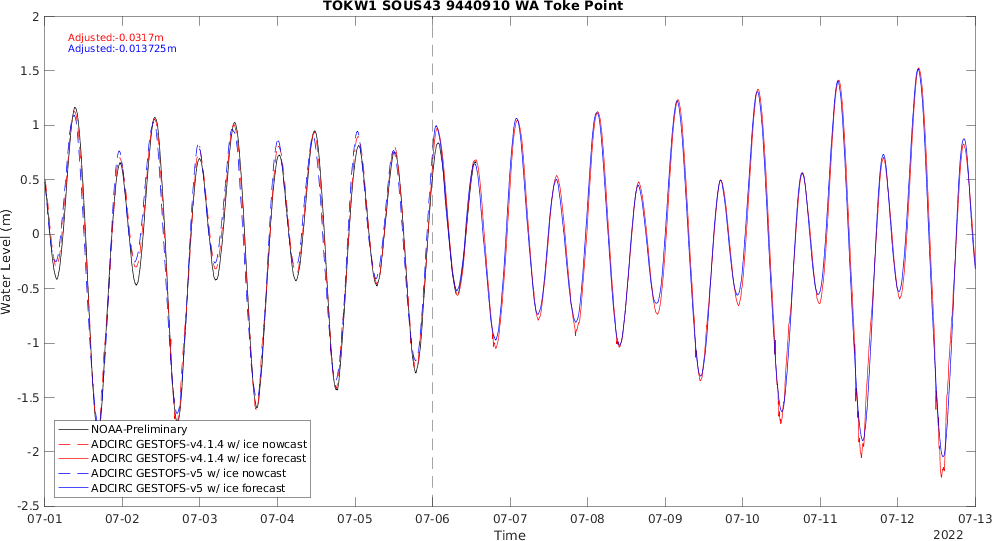 TOKW1 SOUS43 9440910 WA Toke Point
Adjusted:-0.0317m
Adjusted:-0.013725m
Water Level (m)
2
1.5
1
0.5
0
-0.5
-1
-1.5
-2
-2.5
NOAA-Preliminary
ADCIRC GESTOFS-v4.1.4 w/ ice nowcast
ADCIRC GESTOFS-v4.1.4 w/ ice forecast
ADCIRC GESTOFS-v5 w/ ice nowcast
ADCIRC GESTOFS-v5 w/ ice forecast
07-01 07-02 07-03 07-04 07-05 07-06 07-07 07-08 07-09 07-10 07-11 07-12 07-13
Time
2022